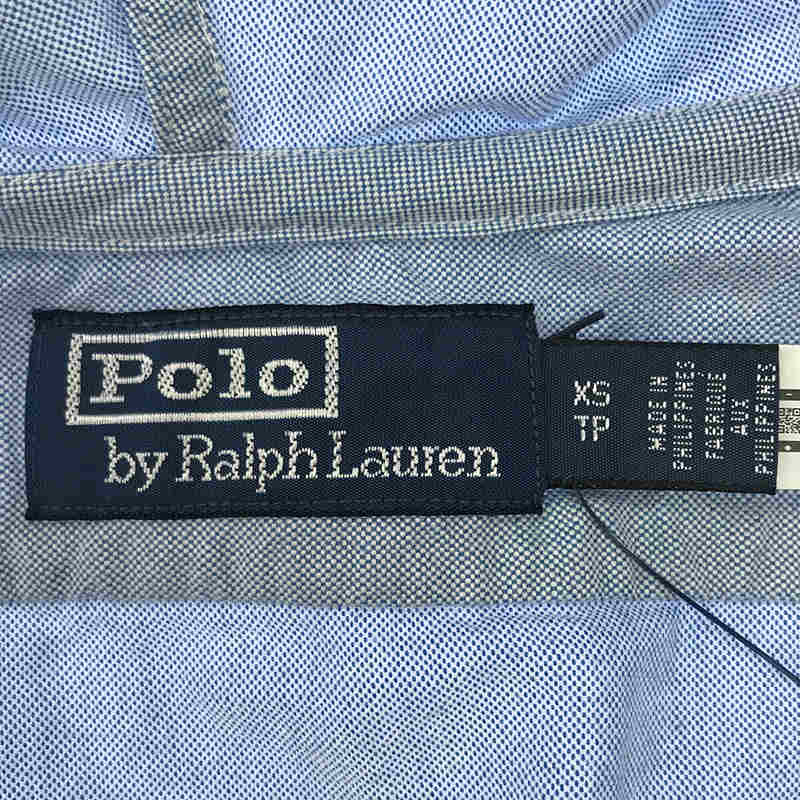 Polo
by Ralph Lauren
XS
TP
MADE IN
PHILIPPINES
FABRIQUÉ
AUX
PHILIPPINES